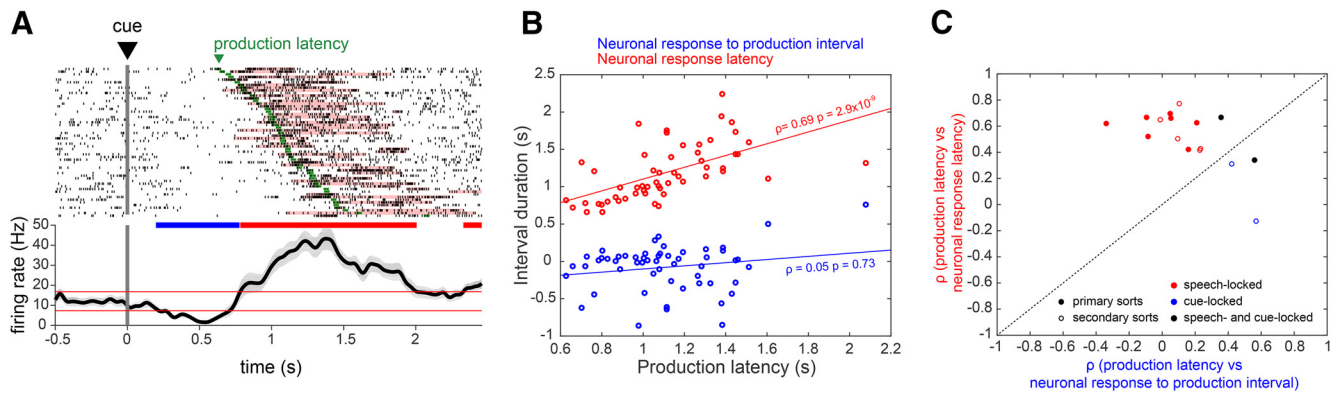 A
cue
production latency
firing rate (Hz)
50
40
30
20
10
0
-0.5
0
0.5
1
1.5
2
time (s)
B
Neuronal response to production interval
Neuronal response latency
Interval duration (s)
2.5
2.0
1.5
1
0.5
0
-0.5
-1
ρ= 0.69 p = 2.9x10⁻⁹
ρ = 0.05 p = 0.73
0.6
0.8
1.0
1.2
1.4
1.6
1.8
2
2.2
Production latency (s)
C
ρ (production latency vs
neuronal response latency)
1
0.8
0.6
0.4
0.2
0
-0.2
-0.4
-0.6
-0.8
-1
primary sorts
secondary sorts
speech-locked
cue-locked
speech- and cue-locked
-1
-0.8
-0.6
-0.4
-0.2
0
0.2
0.4
0.6
0.8
1
ρ (production latency vs
neuronal response to production interval)